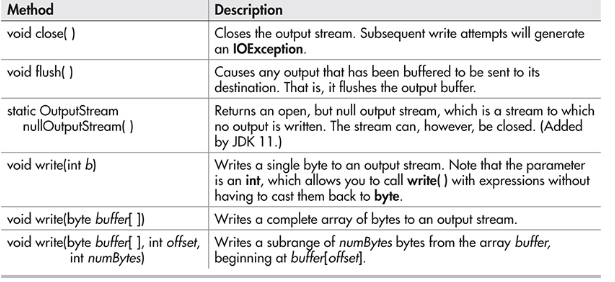 Method Description
void close( ) Closes the output stream. Subsequent write attempts will generate
an IOException.
void flush( ) Causes any output that has been buffered to be sent to its
destination. That is, it flushes the output buffer.
static OutputStream Returns an open, but null output stream, which is a stream to which
nullOutputStream( ) no output is written. The stream can, however, be closed. (Added
by JDK 11.)
void write(int b) Writes a single byte to an output stream. Note that the parameter
is an int, which allows you to call write( ) with expressions without
having to cast them back to byte.
void write(byte buffer[ ]) Writes a complete array of bytes to an output stream.
void write(byte buffer[ ], int offset, Writes a subrange of numBytes bytes from the array buffer,
int numBytes) beginning at buffer[offset].